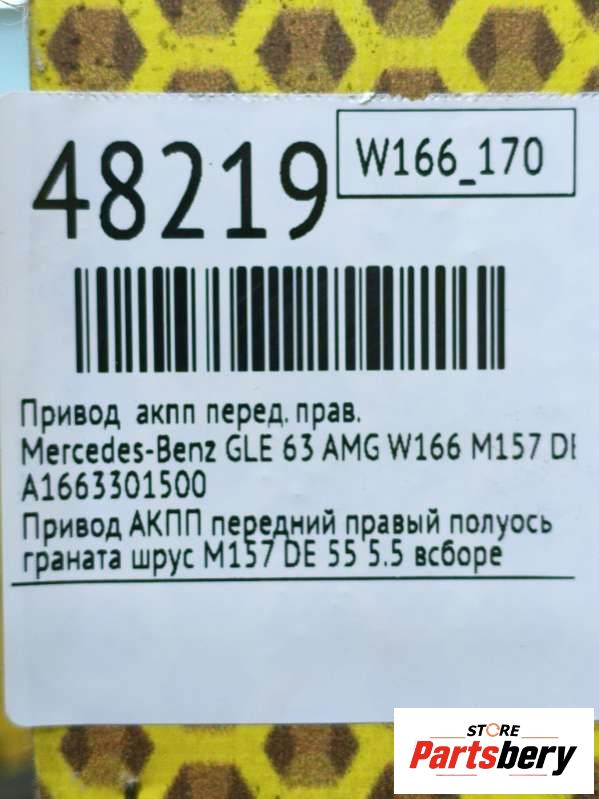 48219
W166_170
Привод акпп перед. прав.
Mercedes-Benz GLE 63 AMG W166 M157 DE
A1663301500
Привод АКПП передний правый полуось
граната шрус M157 DE 55 5.5 всборе
STORE
Partsbery